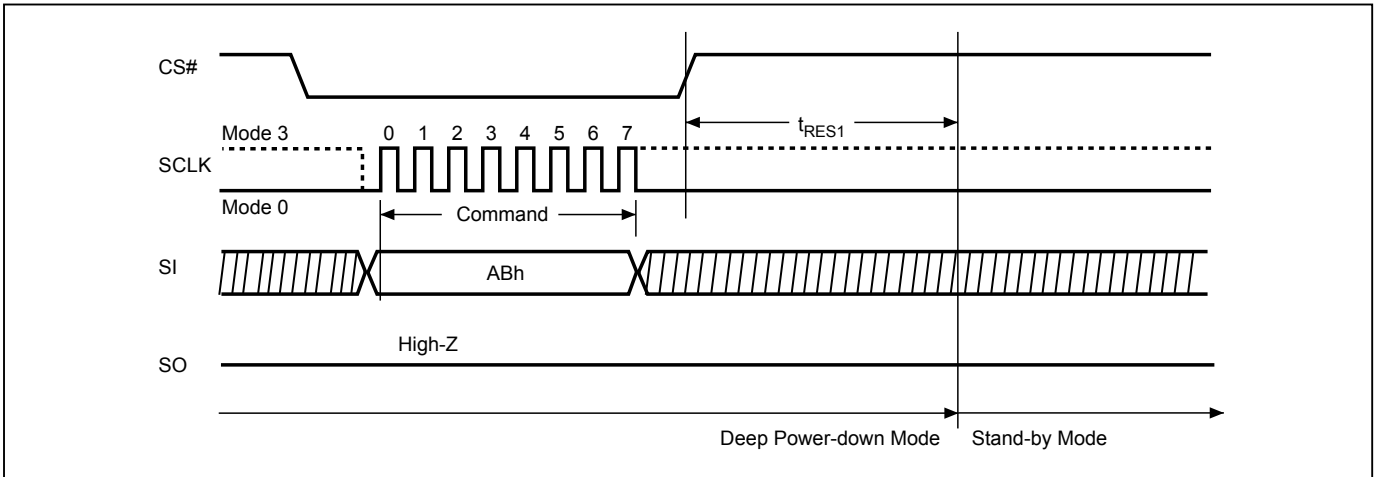 CS#
tRES1
Mode 3
0 1 2 3 4 5 6 7
SCLK
Mode 0
Command
SI
ABh
High-Z
SO
Deep Power-down Mode
Stand-by Mode